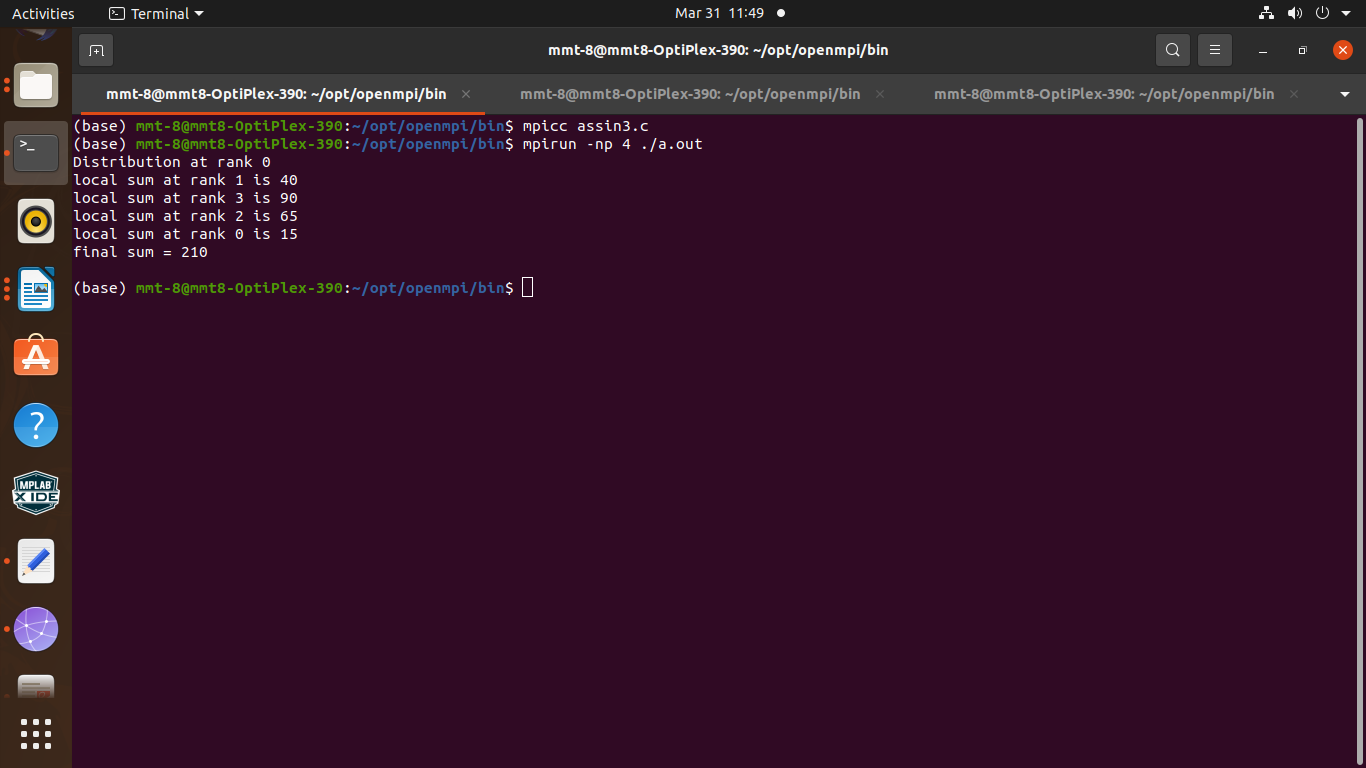 Activities
Terminal
Mar 31 11:49
mmt-8@mmt8-OptiPlex-390: ~/opt/openmpi/bin
mmt-8@mmt8-OptiPlex-390: ~/opt/openmpi/bin
mmt-8@mmt8-OptiPlex-390: ~/opt/openmpi/bin
mmt-8@mmt8-OptiPlex-390: ~/opt/openmpi/bin
(base) mmt-8@mmt8-OptiPlex-390:~/opt/openmpi/bin$ mpicc assin3.c
(base) mmt-8@mmt8-OptiPlex-390:~/opt/openmpi/bin$ mpirun -np 4 ./a.out
Distribution at rank 0
local sum at rank 1 is 40
local sum at rank 3 is 90
local sum at rank 2 is 65
local sum at rank 0 is 15
final sum = 210
(base) mmt-8@mmt8-OptiPlex-390:~/opt/openmpi/bin$
>_
?
MPLAB
X IDE